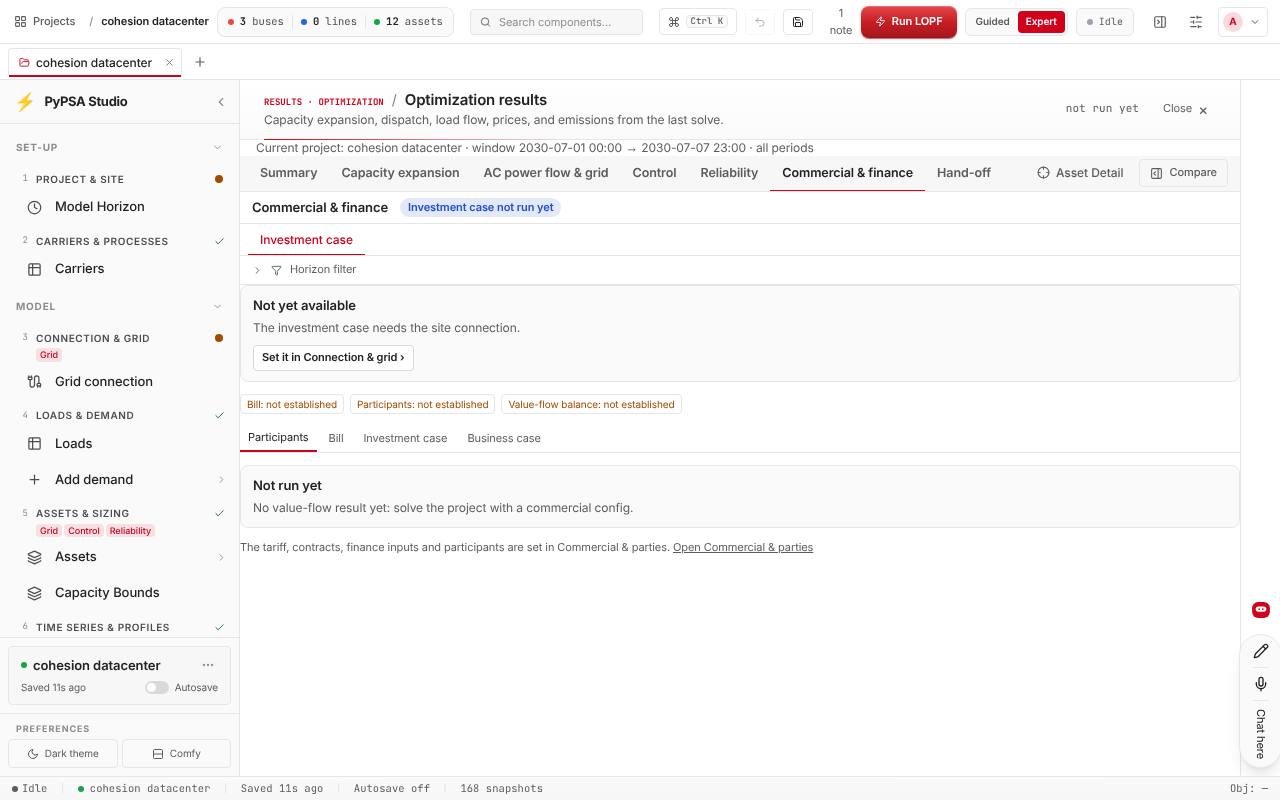 Projects / cohesion datacenter
3 buses
0 lines
12 assets
Search components...
⌘ Ctrl K
1 note
Run LOPF
Guided
Expert
Idle
A
cohesion datacenter
PyPSA Studio
SET-UP
1 PROJECT & SITE
Model Horizon
2 CARRIERS & PROCESSES
Carriers
MODEL
3 CONNECTION & GRID
Grid
Grid connection
4 LOADS & DEMAND
Loads
Add demand
5 ASSETS & SIZING
Grid Control Reliability
Assets
Capacity Bounds
6 TIME SERIES & PROFILES
cohesion datacenter
Saved 11s ago
Autosave
PREFERENCES
Dark theme
Comfy
RESULTS · OPTIMIZATION / Optimization results
Capacity expansion, dispatch, load flow, prices, and emissions from the last solve.
not run yet
Close ×
Current project: cohesion datacenter · window 2030-07-01 00:00 → 2030-07-07 23:00 · all periods
Summary
Capacity expansion
AC power flow & grid
Control
Reliability
Commercial & finance
Hand-off
Asset Detail
Compare
Commercial & finance
Investment case not run yet
Investment case
Horizon filter
Not yet available
The investment case needs the site connection.
Set it in Connection & grid ›
Bill: not established
Participants: not established
Value-flow balance: not established
Participants
Bill
Investment case
Business case
Not run yet
No value-flow result yet: solve the project with a commercial config.
The tariff, contracts, finance inputs and participants are set in Commercial & parties. Open Commercial & parties
Chat here
Idle
cohesion datacenter
Saved 11s ago
Autosave off
168 snapshots
Obj: —